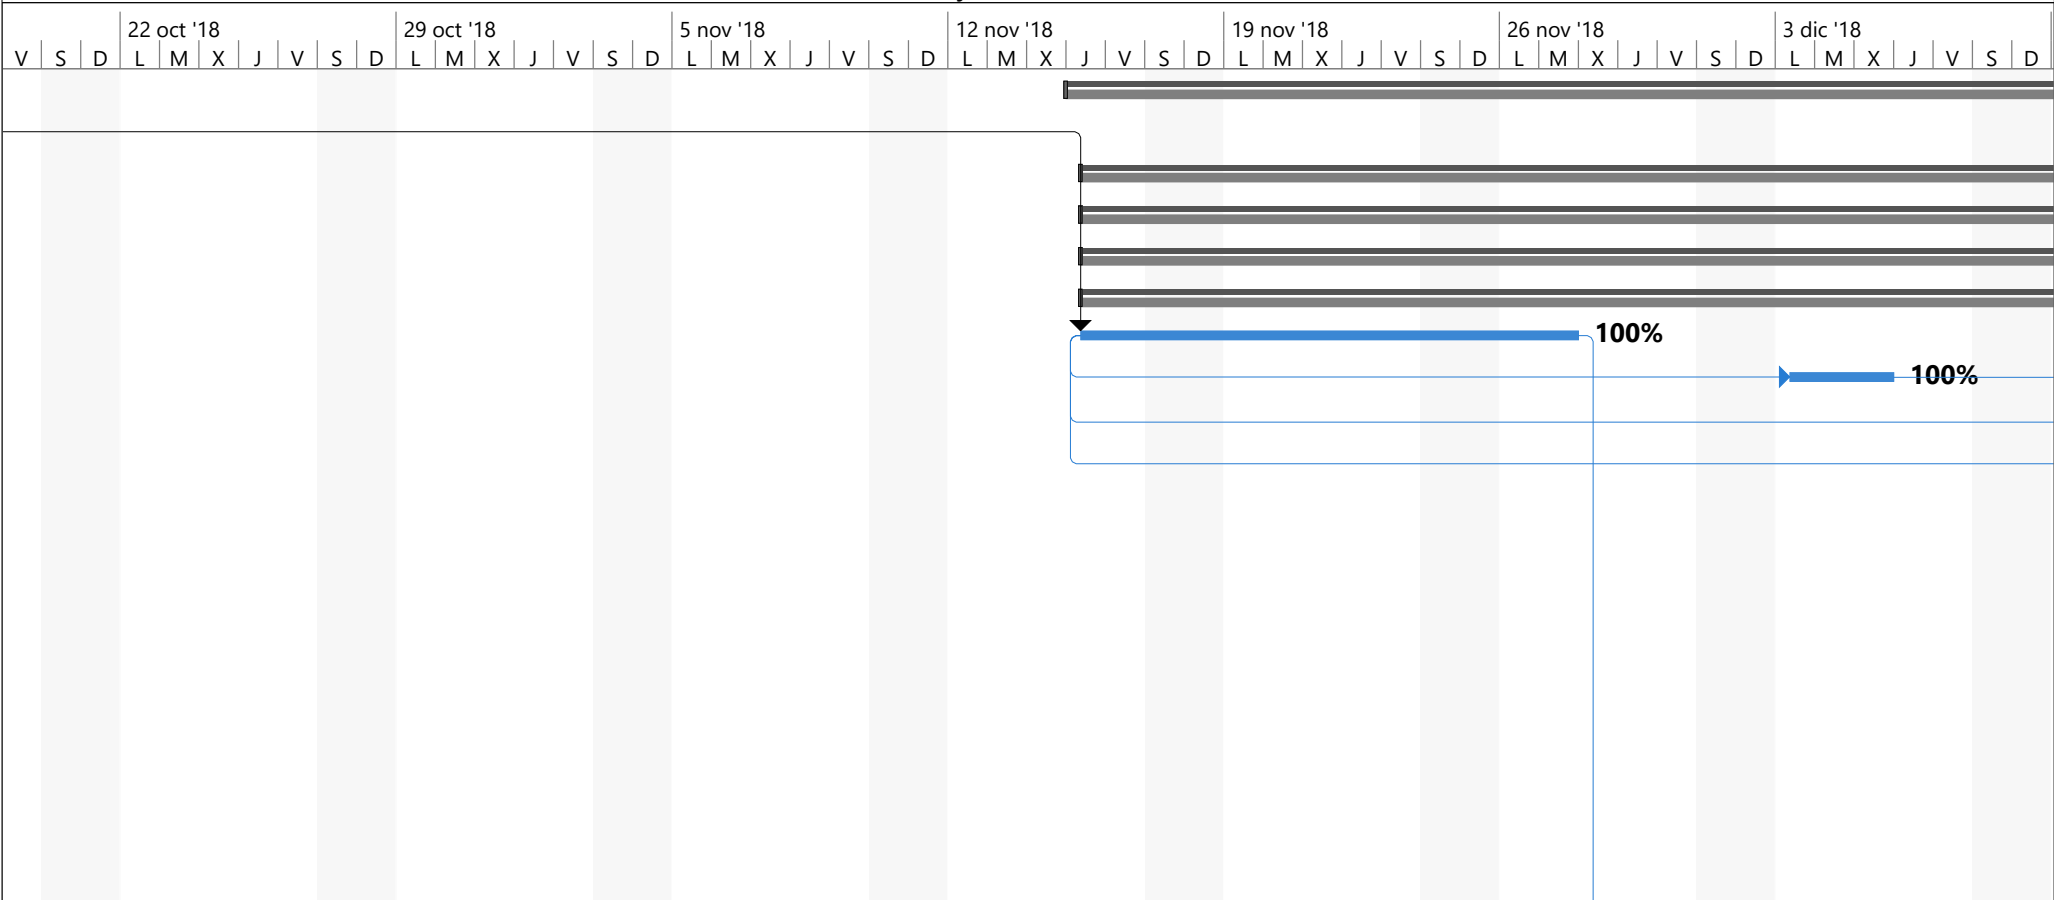 22 oct '18 29 oct '18 5 nov '18 12 nov '18 19 nov '18 26 nov '18 3 dic '18
V S D L M X J V S D L M X J V S D L M X J V S D L M X J V S D L M X J V S D L M X J V S D L M X J V S D
100%
100%